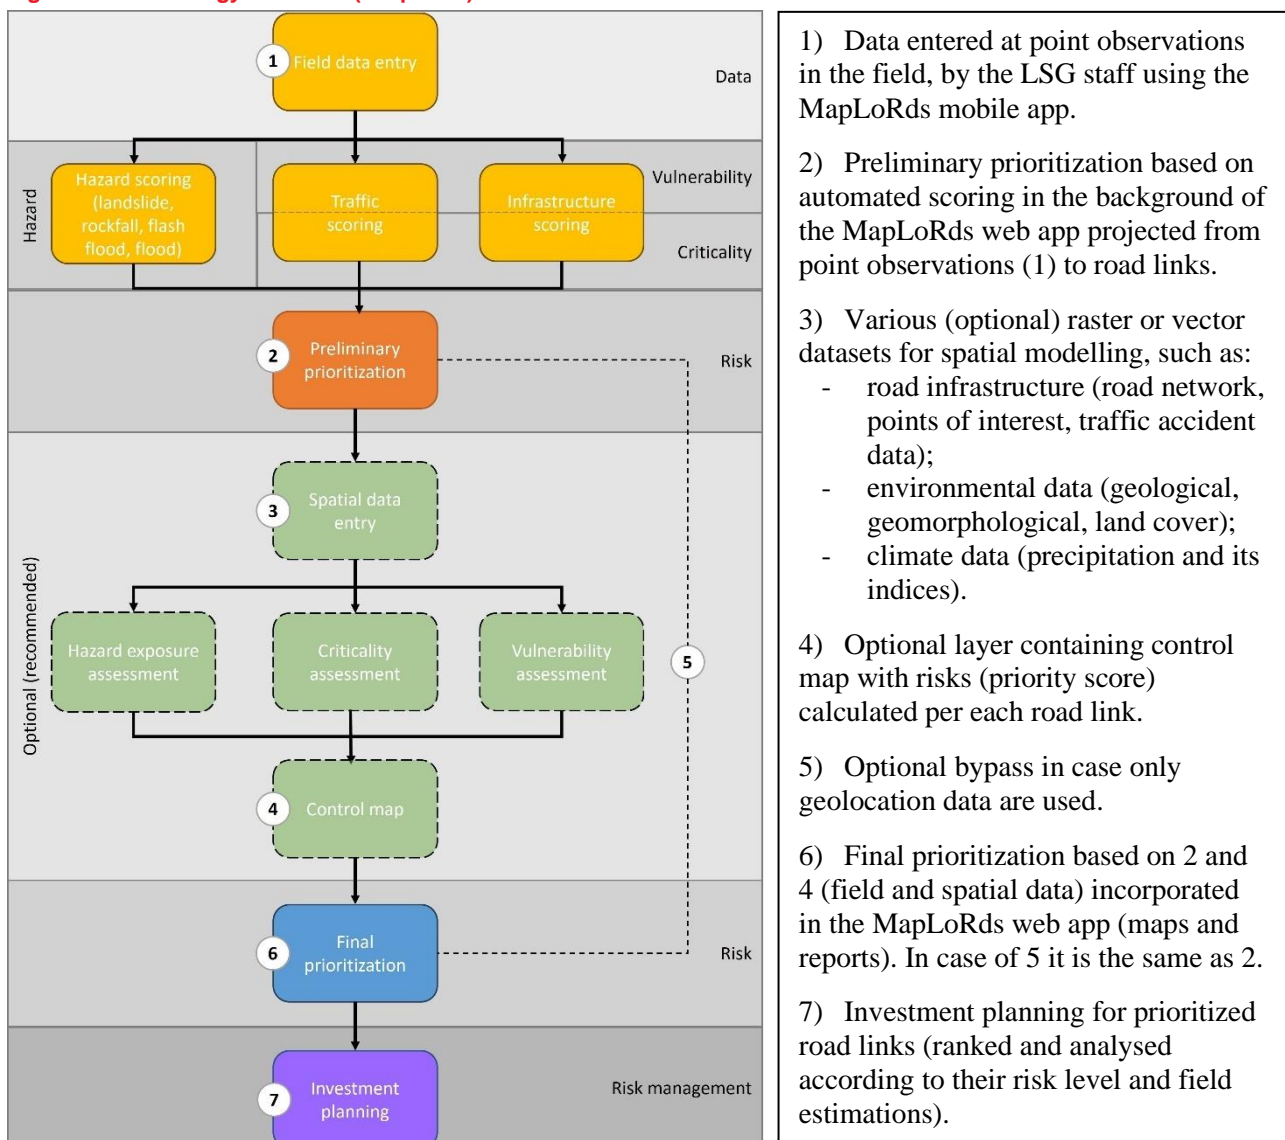 1
Field data entry
Data
Hazard
Hazard scoring
(landslide,
rockfall, flash
flood, flood)
Traffic
scoring
Infrastructure
scoring
Vulnerability
Criticality
2
Preliminary
prioritization
Risk
Optional (recommended)
3
Spatial data
entry
Hazard exposure
assessment
Criticality
assessment
Vulnerability
assessment
5
4
Control map
6
Final
prioritization
Risk
7
Investment
planning
Risk management
1) Data entered at point observations
in the field, by the LSG staff using the
MapLoRds mobile app.
2) Preliminary prioritization based on
automated scoring in the background of
the MapLoRds web app projected from
point observations (1) to road links.
3) Various (optional) raster or vector
datasets for spatial modelling, such as:
- road infrastructure (road network,
points of interest, traffic accident
data);
- environmental data (geological,
geomorphological, land cover);
- climate data (precipitation and its
indices).
4) Optional layer containing control
map with risks (priority score)
calculated per each road link.
5) Optional bypass in case only
geolocation data are used.
6) Final prioritization based on 2 and
4 (field and spatial data) incorporated
in the MapLoRds web app (maps and
reports). In case of 5 it is the same as 2.
7) Investment planning for prioritized
road links (ranked and analysed
according to their risk level and field
estimations).